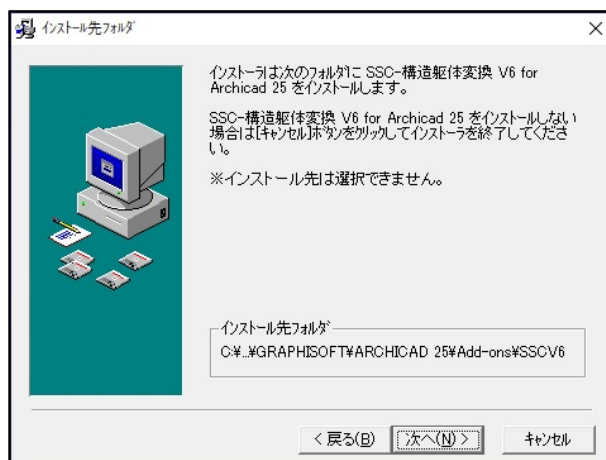 インストール先フォルダ
インストーラは次のフォルダに SSC-構造躯体変換 V6 for
Archicad 25 をインストールします。
SSC-構造躯体変換 V6 for Archicad 25 をインストールしない
場合は[キャンセル]ボタンをクリックしてインストーラを終了してくださ
い。
※インストール先は選択できません。
インストール先フォルダ
C:¥...¥GRAPHISOFT¥ARCHICAD 25¥Add-ons¥SSCV6
< 戻る(B)
次へ(N) >
キャンセル